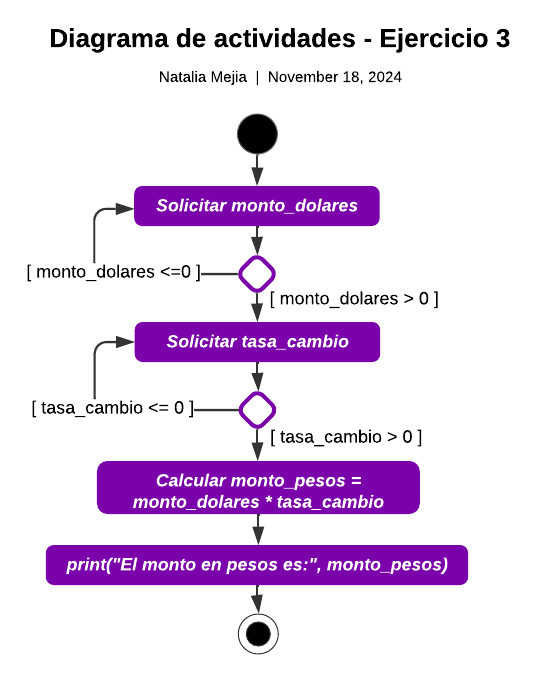 Diagrama de actividades - Ejercicio 3
Natalia Mejia | November 18, 2024
Solicitar monto_dolares
[ monto_dolares <=0 ]
[ monto_dolares > 0 ]
Solicitar tasa_cambio
[ tasa_cambio <= 0 ]
[ tasa_cambio > 0 ]
Calcular monto_pesos =
monto_dolares * tasa_cambio
print("El monto en pesos es:", monto_pesos)